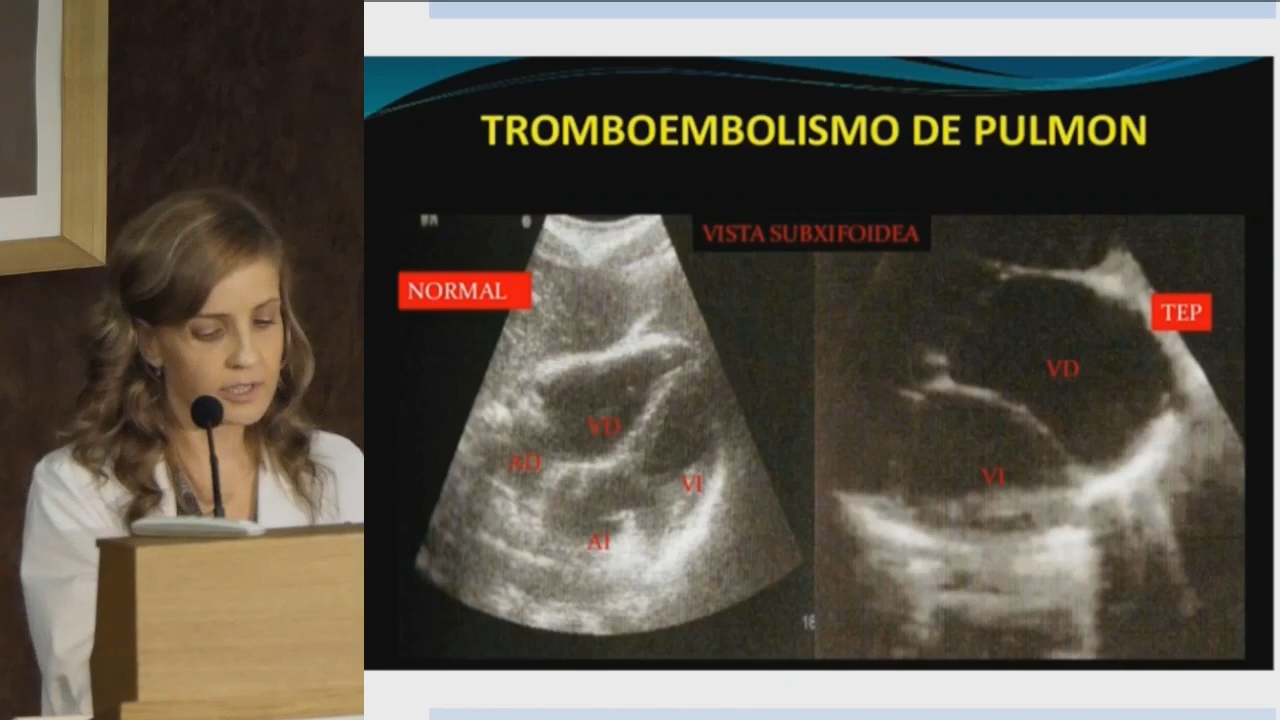 TROMBOEMBOLISMO DE PULMON
VISTA SUBXIFOIDEA
NORMAL
TEP
VD
AD
VI
AI
VD
VI